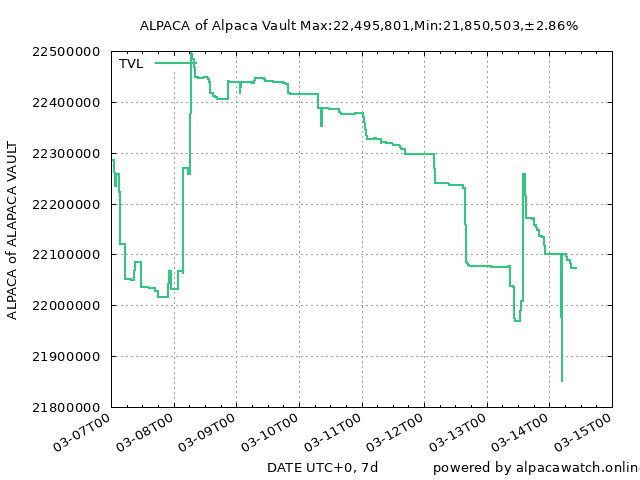 ALPACA of Alpaca Vault Max:22,495,801,Min:21,850,503,±2.86%
TVL
22500000
22400000
22300000
22200000
22100000
22000000
21900000
21800000
ALPACA of ALAPACA VAULT
03-07T00
03-08T00
03-09T00
03-10T00
03-11T00
03-12T00
03-13T00
03-14T00
03-15T00
DATE UTC+0, 7d
powered by alpacawatch.online